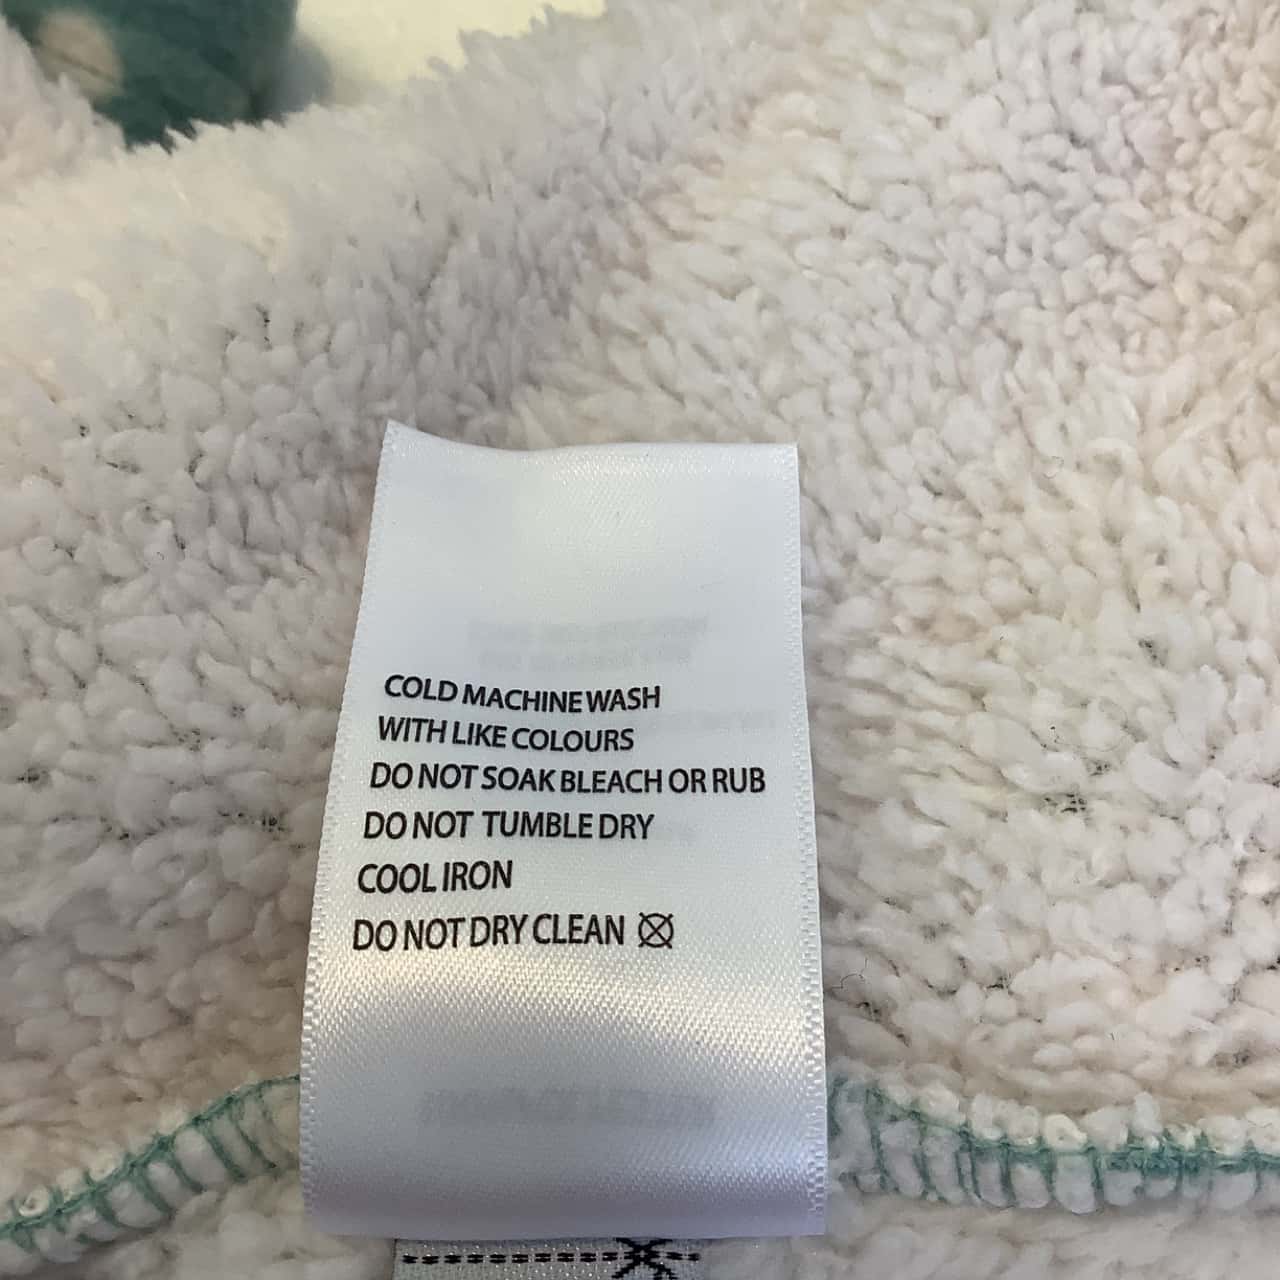 COLD MACHINE WASH
WITH LIKE COLOURS
DO NOT SOAK BLEACH OR RUB
DO NOT TUMBLE DRY
COOL IRON
DO NOT DRY CLEAN